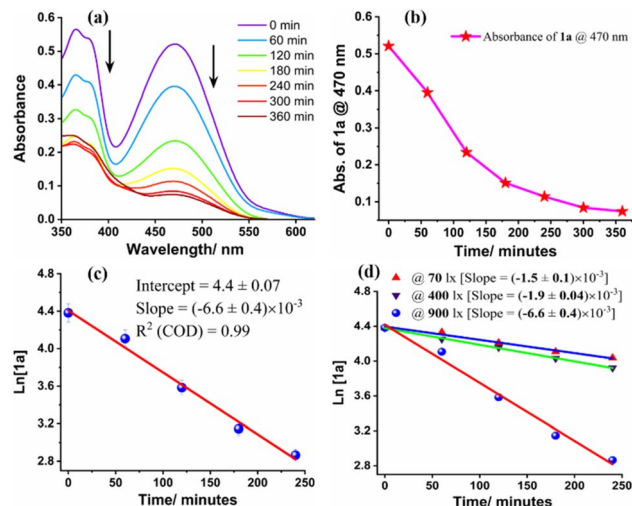 (a)
0 min
60 min
120 min
180 min
240 min
300 min
360 min
0.6
0.5
0.4
0.3
0.2
0.1
0.0
Absorbance
350 400 450 500 550 600
Wavelength/ nm
(b)
Absorbance of 1a @ 470 nm
0.6
0.5
0.4
0.3
0.2
0.1
Abs. of 1a @ 470 nm
0 50 100 150 200 250 300 350
Time/ minutes
(c)
Intercept = 4.4 ± 0.07
Slope = (-6.6 ± 0.4)×10⁻³
R² (COD) = 0.99
4.8
4.4
4.0
3.6
3.2
2.8
Ln[1a]
0 50 100 150 200 250
Time/ minutes
(d)
@ 70 lx [Slope = (-1.5 ± 0.1)×10⁻³]
@ 400 lx [Slope = (-1.9 ± 0.04)×10⁻³]
@ 900 lx [Slope = (-6.6 ± 0.4)×10⁻³]
5.2
4.8
4.4
4.0
3.6
3.2
2.8
Ln [1a]
0 50 100 150 200 250
Time/ minutes